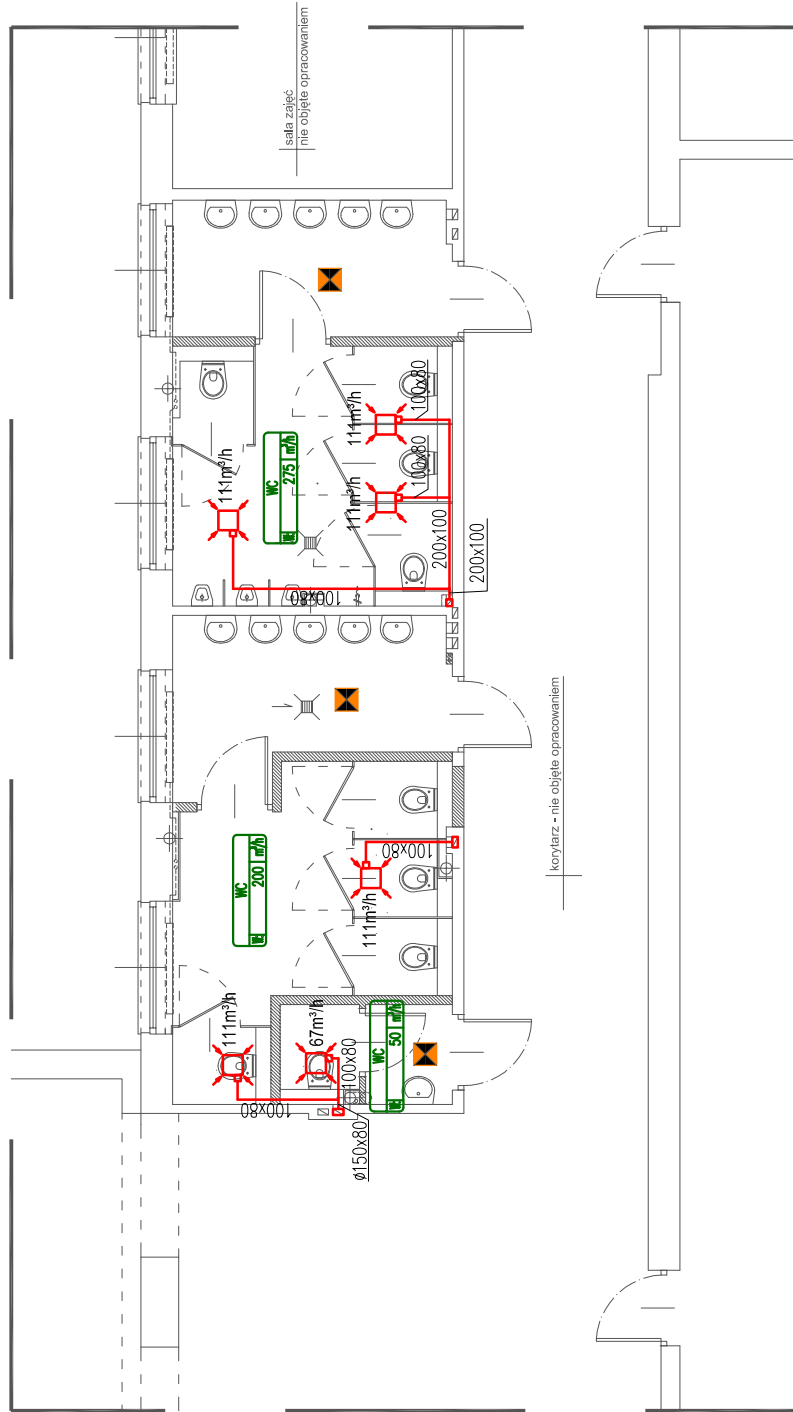 sala zajęć
nie objęte opracowaniem
111m³/h
100x80
111m³/h
100x80
111m³/h
WC
275 m³/h
200x100
200x100
100x80
korytarz - nie objęte opracowaniem
WC
200 m³/h
100x80
111m³/h
111m³/h
67m³/h
100x80
WC
50 m³/h
100x80
ø150x80